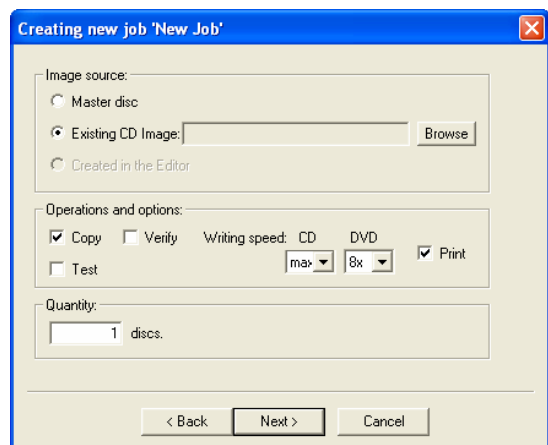 Creating new job 'New Job'
Image source:
Master disc
Existing CD Image: Browse
Created in the Editor
Operations and options:
Copy Verify Writing speed: CD DVD
max 8x Print
Test
Quantity:
1 discs.
< Back Next > Cancel